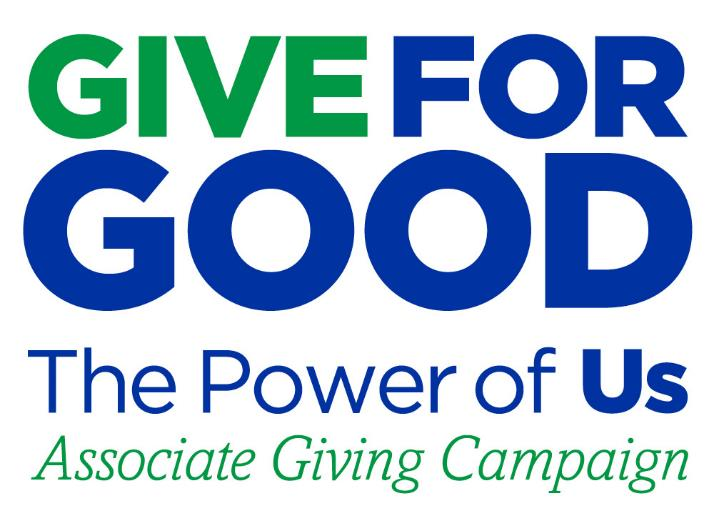 GIVE FOR
GOOD
The Power of Us
Associate Giving Campaign